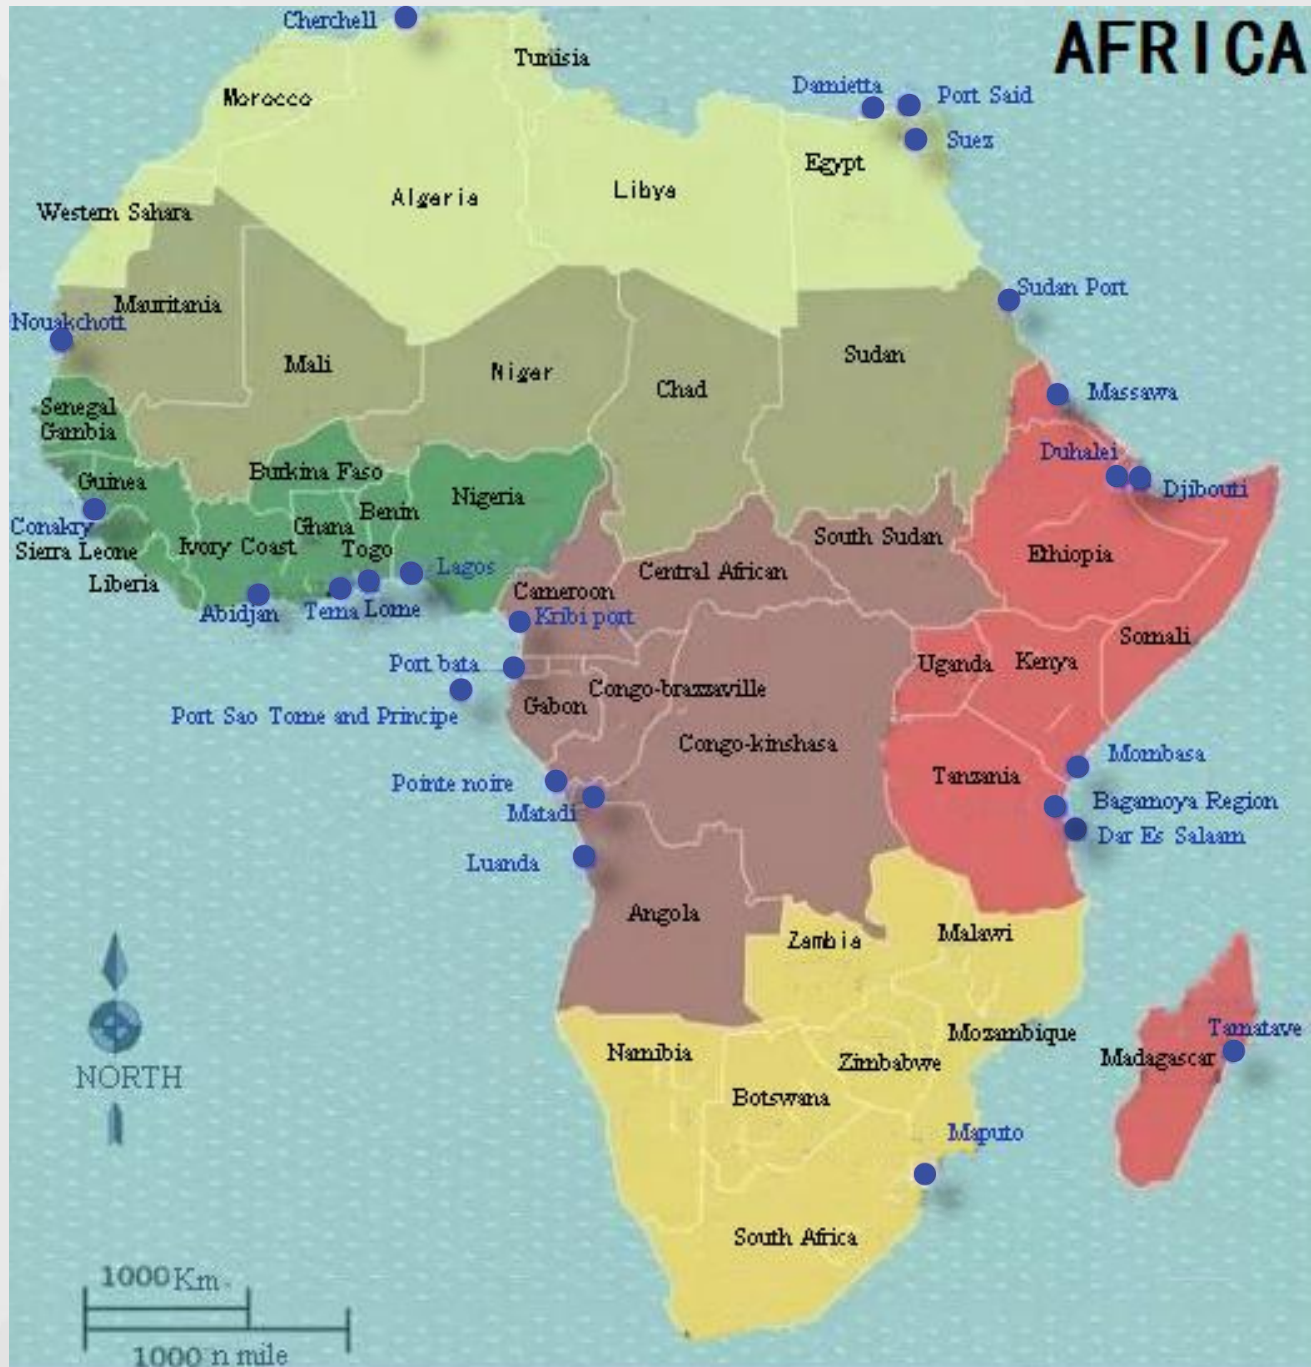 AFRICA
Cherchell
Tunisia
Morocco
Damietta
Port Said
Suez
Egypt
Algeria
Libya
Western Sahara
Sudan Port
Mauritania
Nouakchott
Mali
Niger
Chad
Sudan
Massawa
Senegal
Gambia
Duhalei
Djibouti
Guinea
Burkina Faso
Nigeria
Benin
Ghana
Conakry
Sierra Leone
Ivory Coast
Togo
South Sudan
Ethiopia
Liberia
Lagos
Central African
Cameroon
Abidjan
Tema
Lome
Kribi port
Somali
Port bata
Uganda
Kenya
Congo-brazzaville
Gabon
Port Sao Tome and Principe
Congo-kinshasa
Mombasa
Pointe noire
Tanzania
Bagamoya Region
Matadi
Dar Es Salaam
Luanda
Angola
Zambia
Malawi
Mozambique
Tamatave
Namibia
Zimbabwe
Madagascar
NORTH
Botswana
Maputo
South Africa
1000 Km
1000 n mile